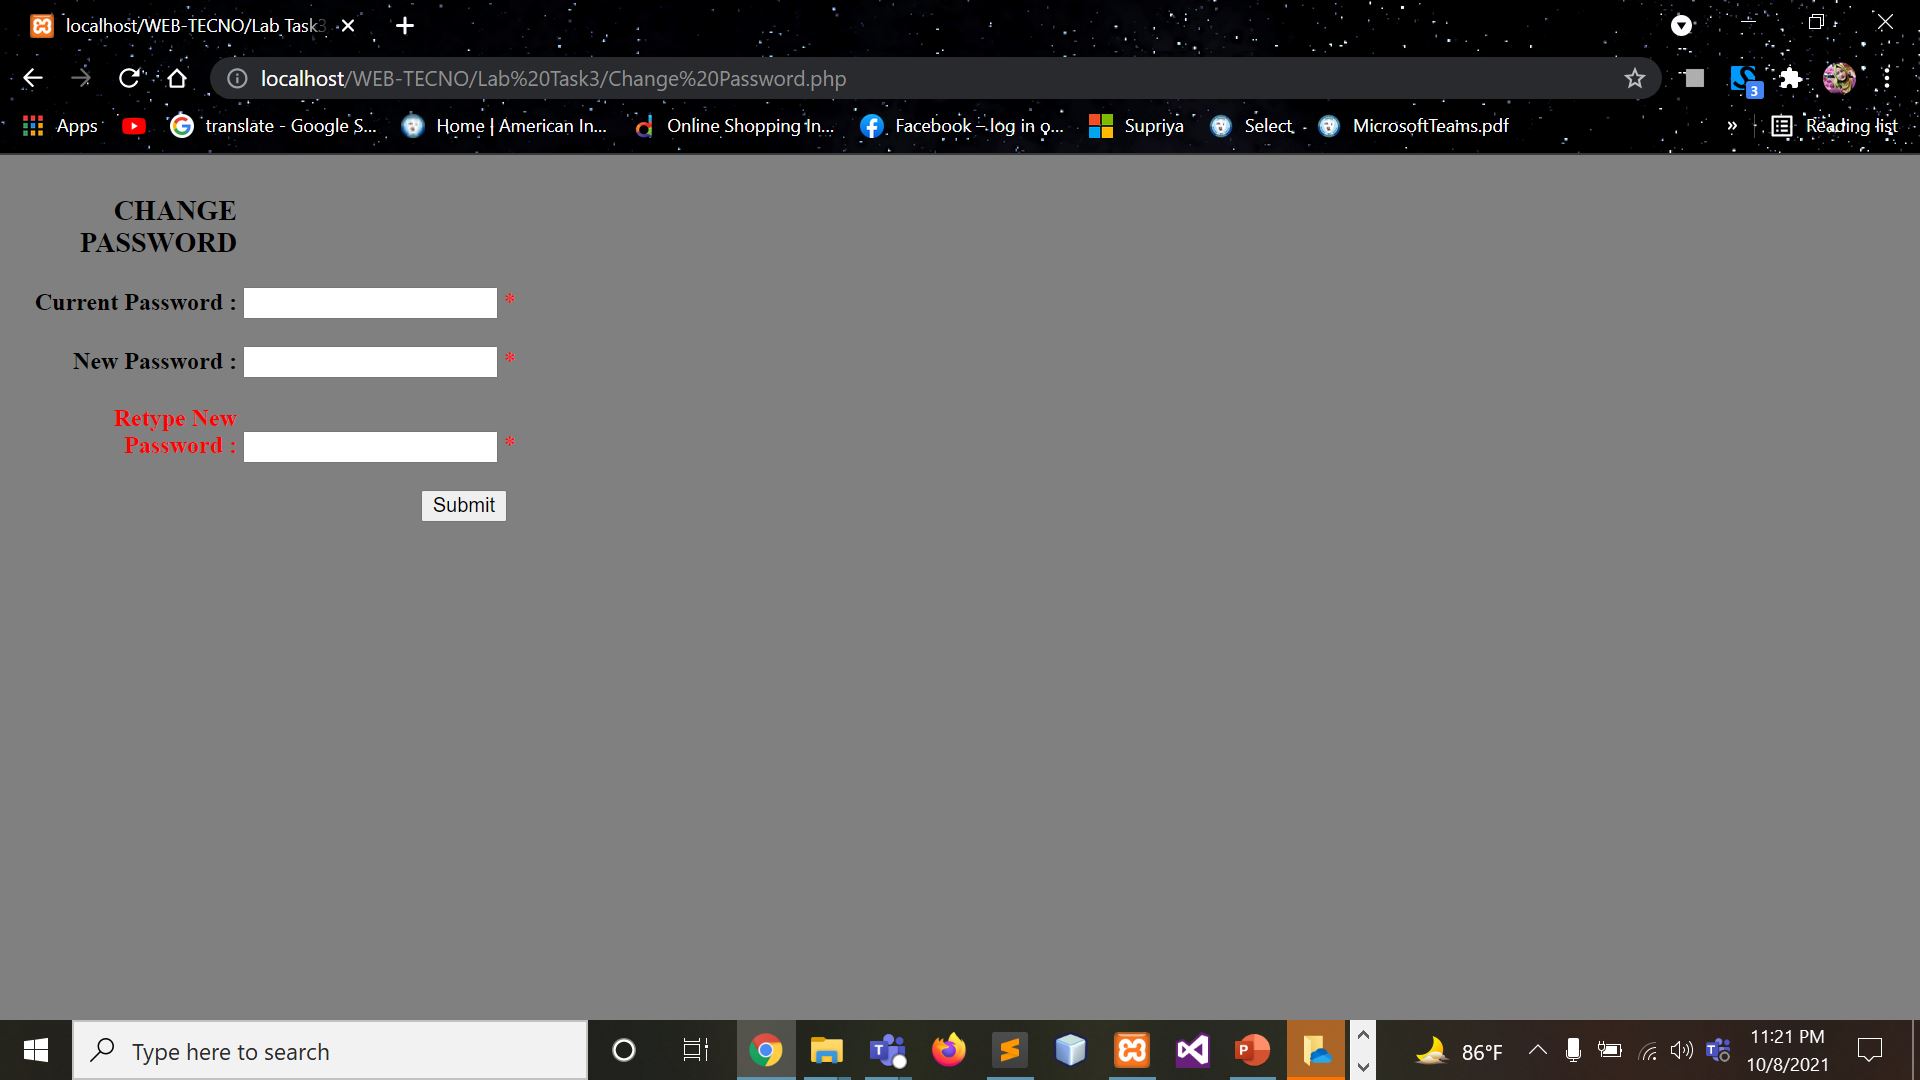 localhost/WEB-TECNO/Lab Task3
localhost/WEB-TECNO/Lab%20Task3/Change%20Password.php
3
Apps
translate - Google S...
Home | American In...
Online Shopping In...
Facebook – log in o...
Supriya
Select
MicrosoftTeams.pdf
»
Reading list
CHANGE
PASSWORD
Current Password : *
New Password : *
Retype New
Password : *
Submit
Type here to search
86°F
11:21 PM
10/8/2021